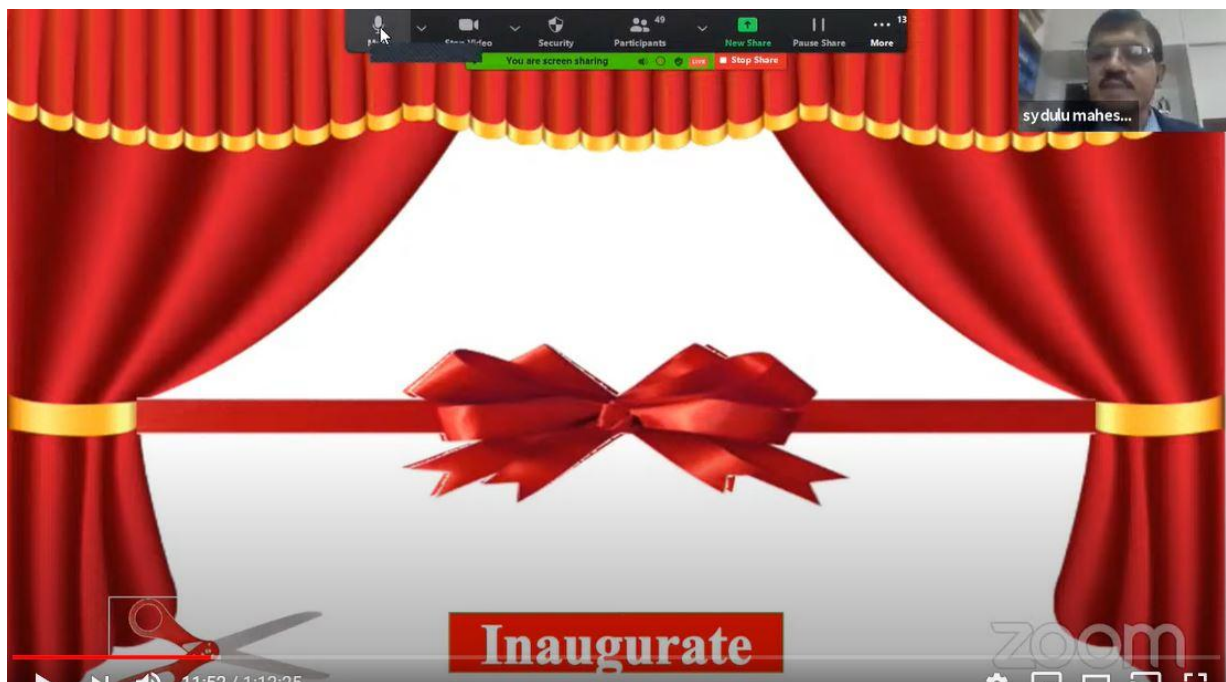 49
13
Security
Participants
New Share
Pause Share
More
You are screen sharing
LIVE
Stop Share
sydulu mahes...
Inaugurate
zoom